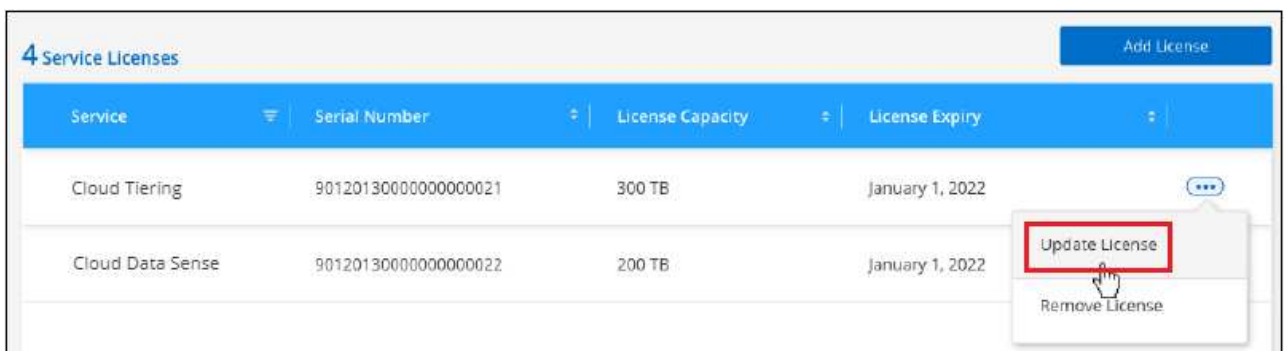 4 Service Licenses
Add License
Service Serial Number License Capacity License Expiry
Cloud Tiering 90120130000000000021 300 TB January 1, 2022
Update License
Cloud Data Sense 90120130000000000022 200 TB January 1, 2022
Remove License